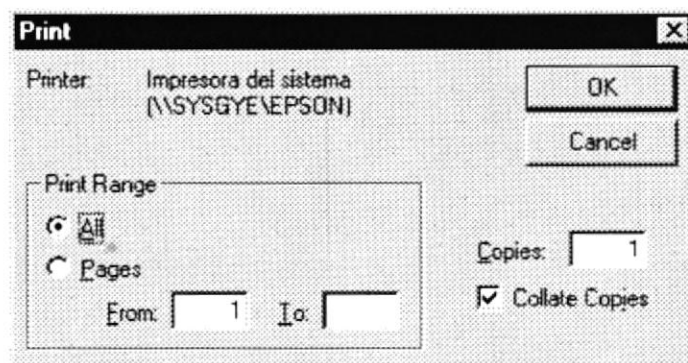 Print
Printer: Impresora del sistema
(\\SYSGYE\EPSON)
OK
Cancel
Print Range
All
Pages
From: 1 To:
Copies: 1
Collate Copies